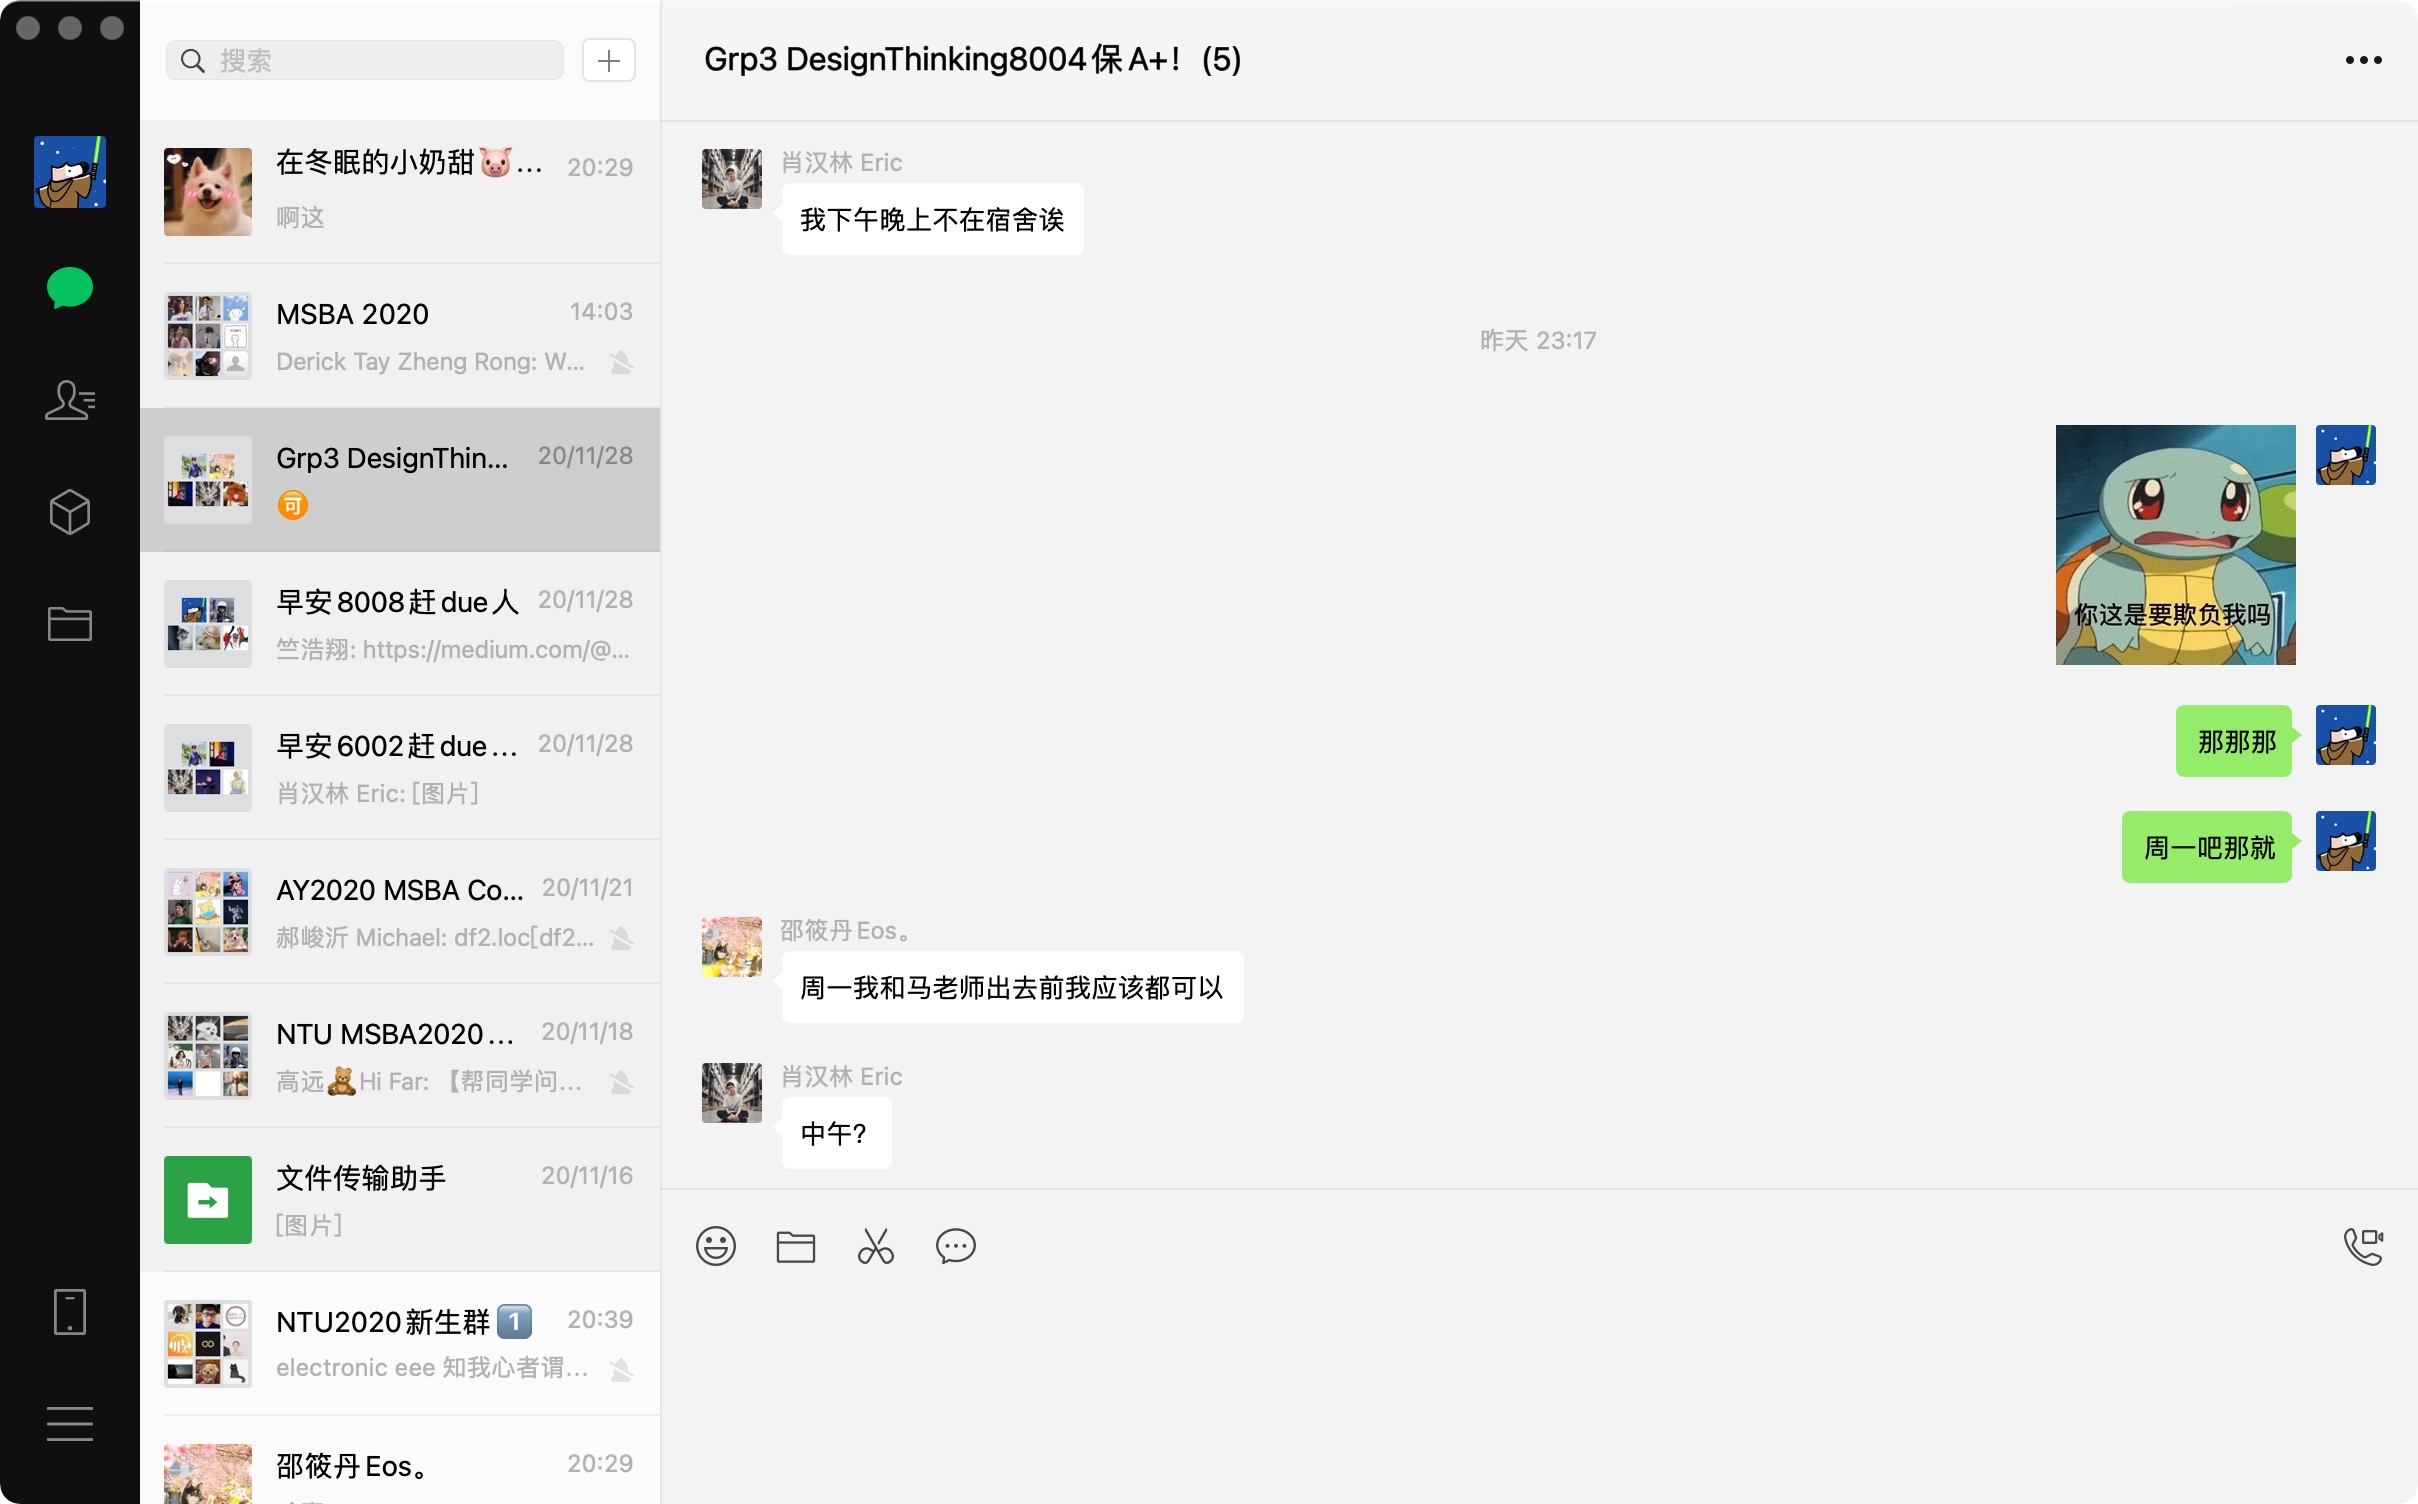 搜索
在冬眠的小奶甜🐷... 20:29
啊这
MSBA 2020 14:03
Derick Tay Zheng Rong: W...
Grp3 DesignThin... 20/11/28
🉑
早安8008赶due人 20/11/28
竺浩翔: https://medium.com/@...
早安6002赶due... 20/11/28
肖汉林 Eric: [图片]
AY2020 MSBA Co... 20/11/21
郝峻沂 Michael: df2.loc[df2...
NTU MSBA2020... 20/11/18
高远🧸Hi Far: 【帮同学问...
文件传输助手 20/11/16
[图片]
NTU2020新生群1️⃣ 20:39
electronic eee 知我心者谓...
邵筱丹Eos。 20:29
Grp3 DesignThinking8004保A+！(5)
肖汉林 Eric
我下午晚上不在宿舍诶
昨天 23:17
你这是要欺负我吗
那那那
周一吧那就
邵筱丹Eos。
周一我和马老师出去前我应该都可以
肖汉林 Eric
中午?